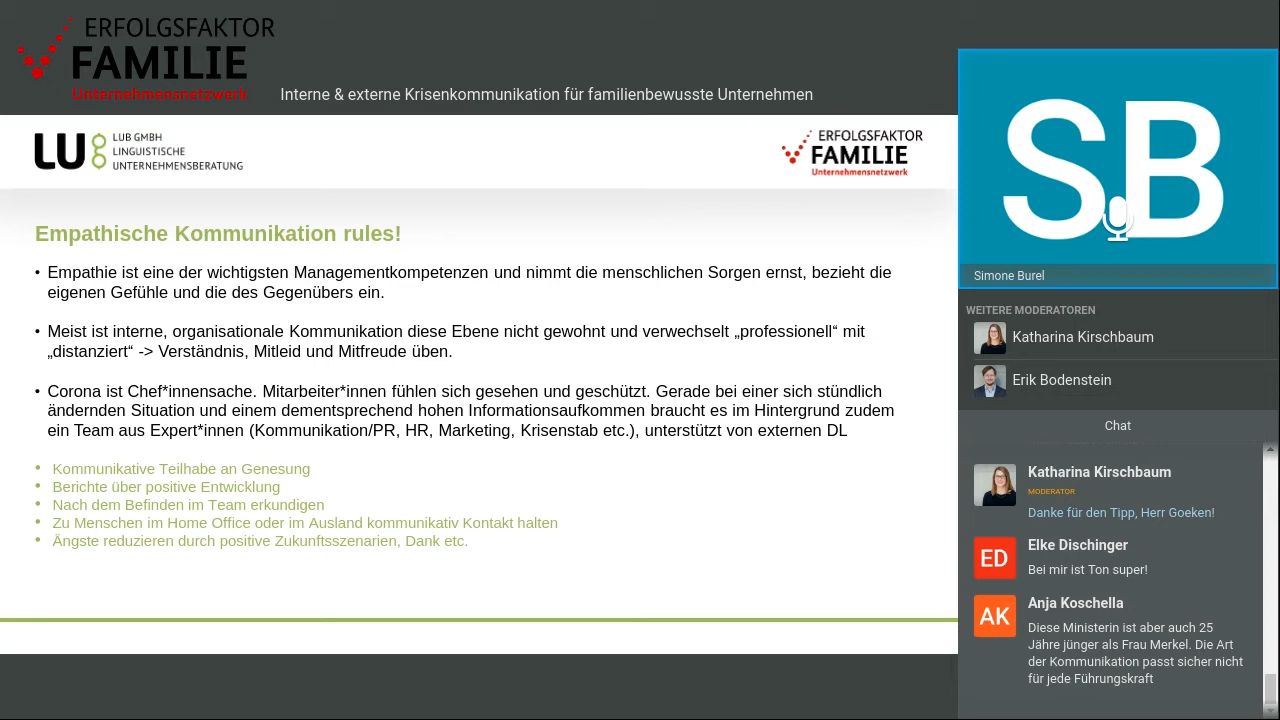 ERFOLGSFAKTOR
FAMILIE
Unternehmensnetzwerk
Interne & externe Krisenkommunikation für familienbewusste Unternehmen
LU
LUB GMBH
LINGUISTISCHE
UNTERNEHMENSBERATUNG
ERFOLGSFAKTOR
FAMILIE
Unternehmensnetzwerk
Empathische Kommunikation rules!
• Empathie ist eine der wichtigsten Managementkompetenzen und nimmt die menschlichen Sorgen ernst, bezieht die
eigenen Gefühle und die des Gegenübers ein.
• Meist ist interne, organisationale Kommunikation diese Ebene nicht gewohnt und verwechselt „professionell“ mit
„distanziert“ -> Verständnis, Mitleid und Mitfreude üben.
• Corona ist Chef*innensache. Mitarbeiter*innen fühlen sich gesehen und geschützt. Gerade bei einer sich stündlich
ändernden Situation und einem dementsprechend hohen Informationsaufkommen braucht es im Hintergrund zudem
ein Team aus Expert*innen (Kommunikation/PR, HR, Marketing, Krisenstab etc.), unterstützt von externen DL
• Kommunikative Teilhabe an Genesung
• Berichte über positive Entwicklung
• Nach dem Befinden im Team erkundigen
• Zu Menschen im Home Office oder im Ausland kommunikativ Kontakt halten
• Ängste reduzieren durch positive Zukunftsszenarien, Dank etc.
SB
Simone Burel
WEITERE MODERATOREN
Katharina Kirschbaum
Erik Bodenstein
Chat
Katharina Kirschbaum
MODERATOR
Danke für den Tipp, Herr Goeken!
ED
Elke Dischinger
Bei mir ist Ton super!
AK
Anja Koschella
Diese Ministerin ist aber auch 25
Jähre jünger als Frau Merkel. Die Art
der Kommunikation passt sicher nicht
für jede Führungskraft